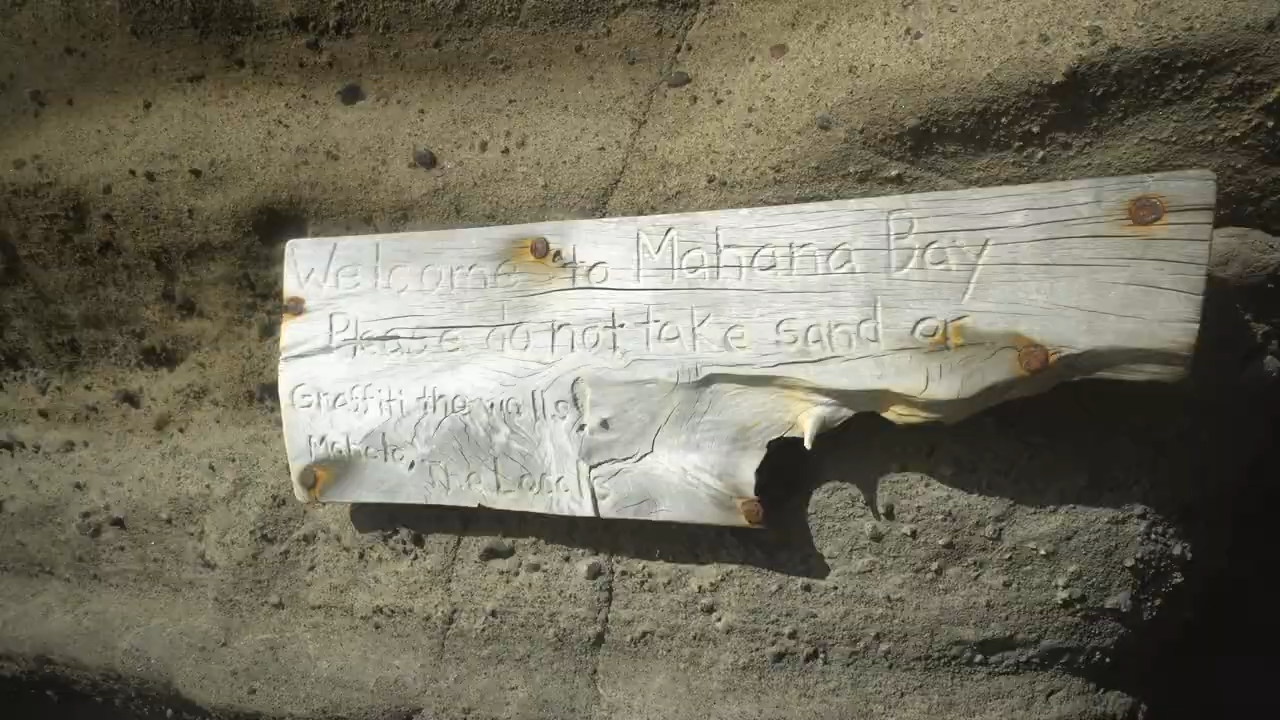 Welcome to Mahana Bay
Please do not take sand or
Graffiti the walls!
Mahalo,
The Locals